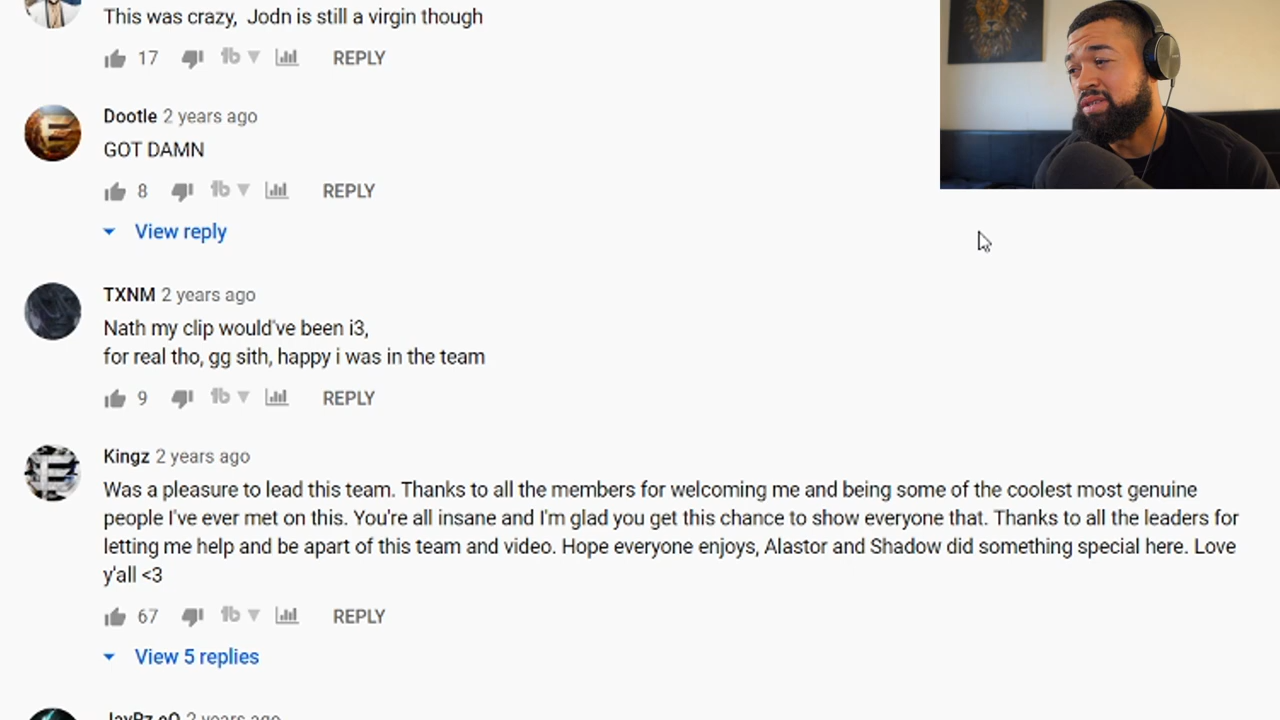 This was crazy, Jodn is still a virgin though
17 REPLY
Dootle 2 years ago
GOT DAMN
8 REPLY
View reply
TXNM 2 years ago
Nath my clip would've been i3,
for real tho, gg sith, happy i was in the team
9 REPLY
Kingz 2 years ago
Was a pleasure to lead this team. Thanks to all the members for welcoming me and being some of the coolest most genuine
people I've ever met on this. You're all insane and I'm glad you get this chance to show everyone that. Thanks to all the leaders for
letting me help and be apart of this team and video. Hope everyone enjoys, Alastor and Shadow did something special here. Love
y'all <3
67 REPLY
View 5 replies
2 years ago